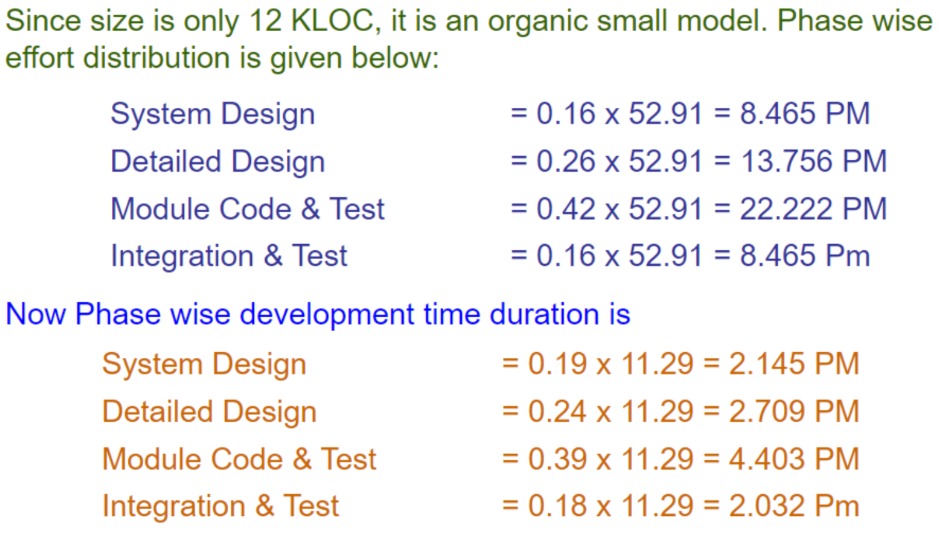 Since size is only 12 KLOC, it is an organic small model. Phase wise
effort distribution is given below:
System Design = 0.16 x 52.91 = 8.465 PM
Detailed Design = 0.26 x 52.91 = 13.756 PM
Module Code & Test = 0.42 x 52.91 = 22.222 PM
Integration & Test = 0.16 x 52.91 = 8.465 Pm
Now Phase wise development time duration is
System Design = 0.19 x 11.29 = 2.145 PM
Detailed Design = 0.24 x 11.29 = 2.709 PM
Module Code & Test = 0.39 x 11.29 = 4.403 PM
Integration & Test = 0.18 x 11.29 = 2.032 Pm